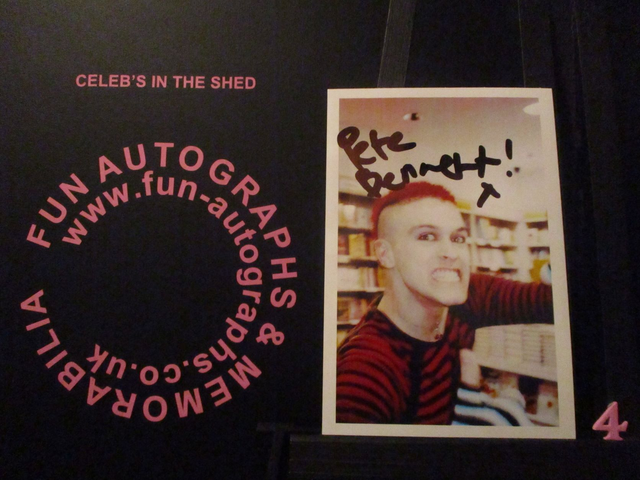 CELEB'S IN THE SHED
FUN AUTOGRAPHS & MEMORABILIA
www.fun-autographs.co.uk
Pete
Bennett! x
4